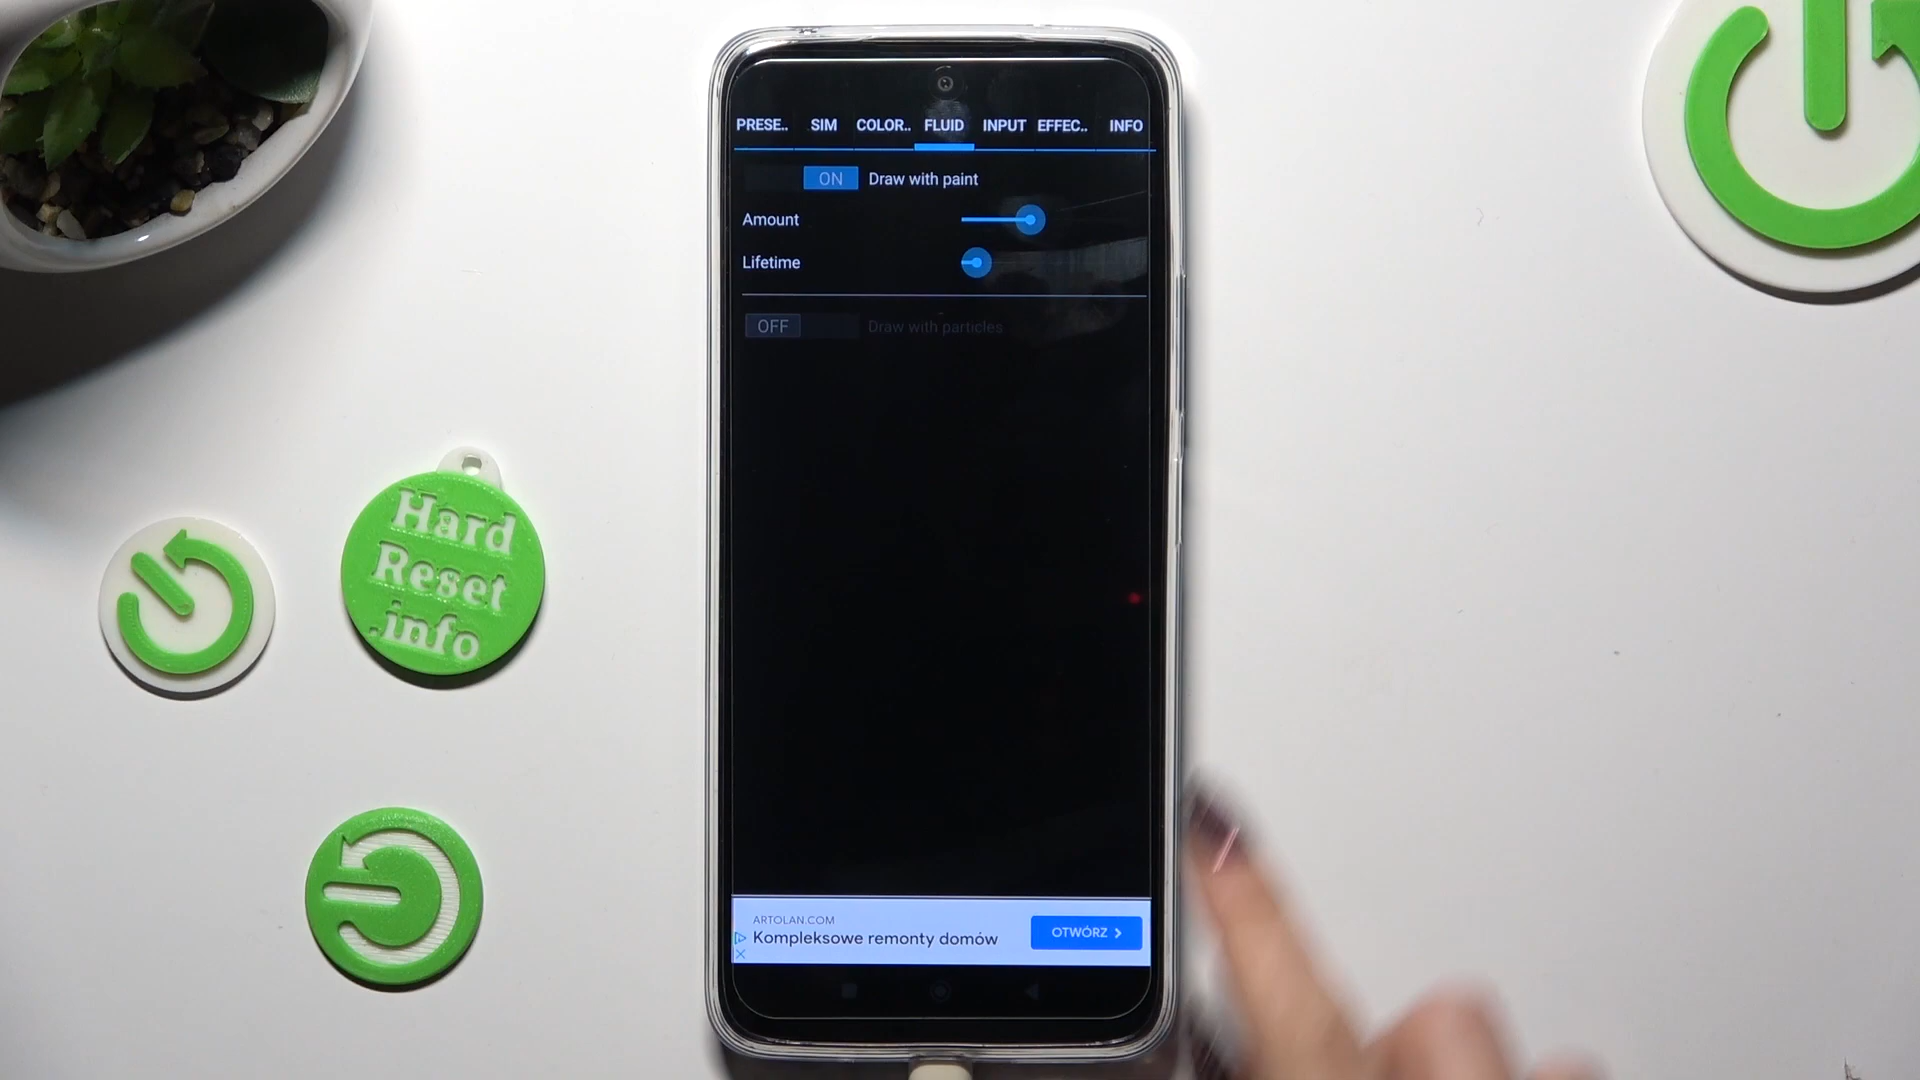 PRESE.. SIM COLOR.. FLUID INPUT EFFEC.. INFO
ON Draw with paint
Amount
Lifetime
OFF Draw with particles
Hard
Reset
.info
ARTOLAN.COM
Kompleksowe remonty domów
OTWÓRZ